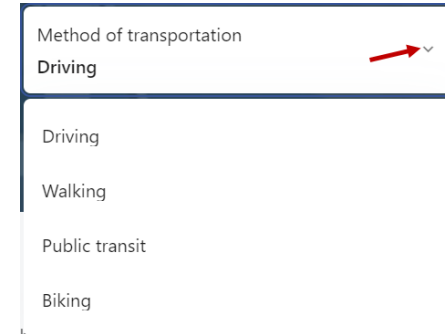 Method of transportation
Driving
Driving
Walking
Public transit
Biking